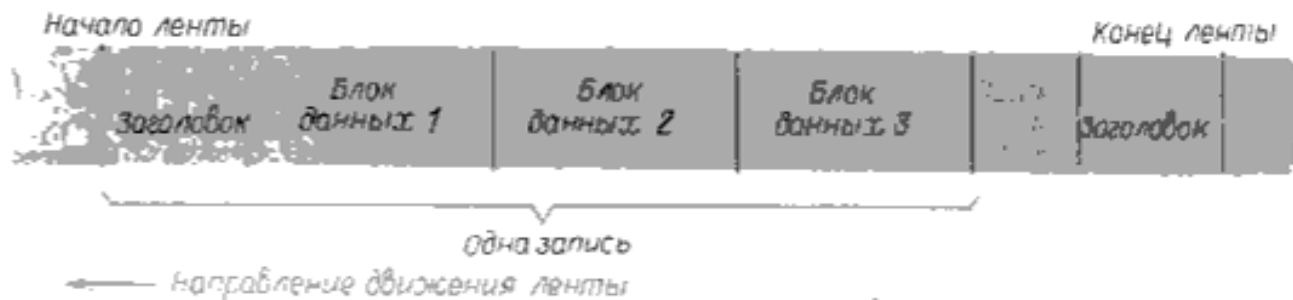 Начало ленты
Конец ленты
Заголовок
Блок
данных 1
Блок
данных 2
Блок
данных 3
Заголовок
Одна запись
Направление движения ленты